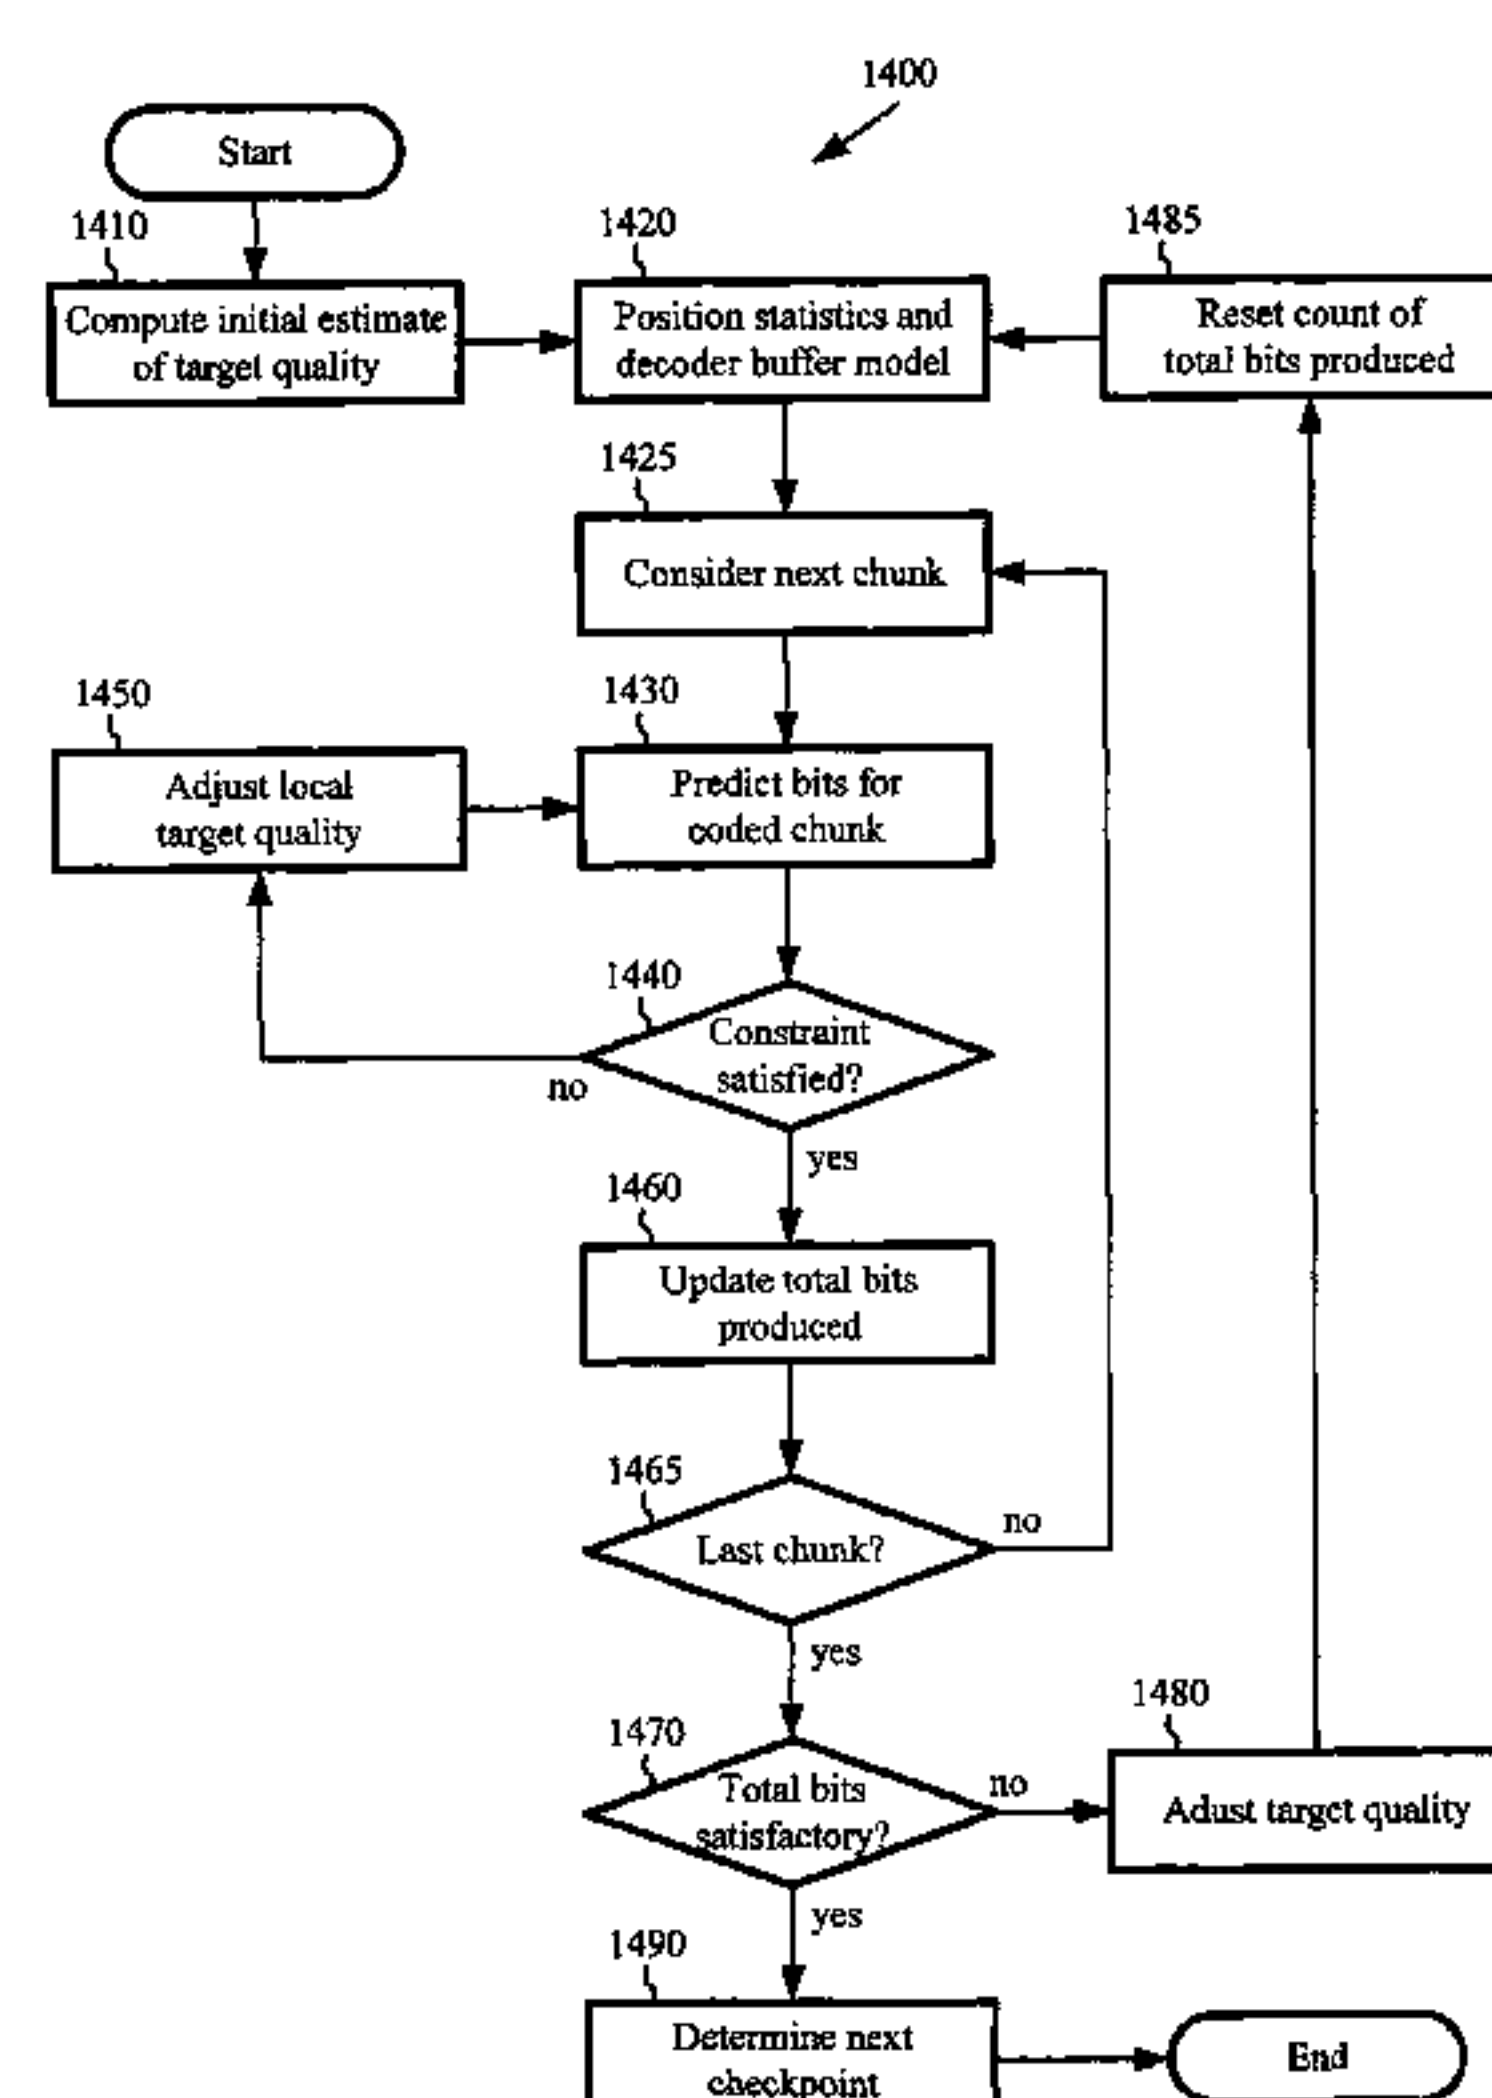 1400
Start
1410
Compute initial estimate
of target quality
1420
Position statistics and
decoder buffer model
1485
Reset count of
total bits produced
1425
Consider next chunk
1450
Adjust local
target quality
1430
Predict bits for
coded chunk
1440
Constraint
satisfied?
no
yes
1460
Update total bits
produced
1465
Last chunk?
no
yes
1470
Total bits
satisfactory?
no
1480
Adust target quality
yes
1490
Determine next
checkpoint
End